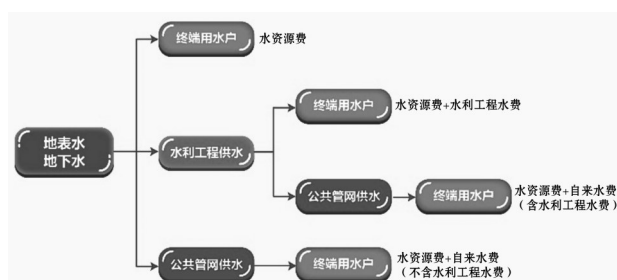 终端用水户
水资源费
终端用水户
水资源费+水利工程水费
地表水
地下水
水利工程供水
公共管网供水
终端用水户
水资源费+自来水费
（含水利工程水费）
公共管网供水
终端用水户
水资源费+自来水费
（不含水利工程水费）